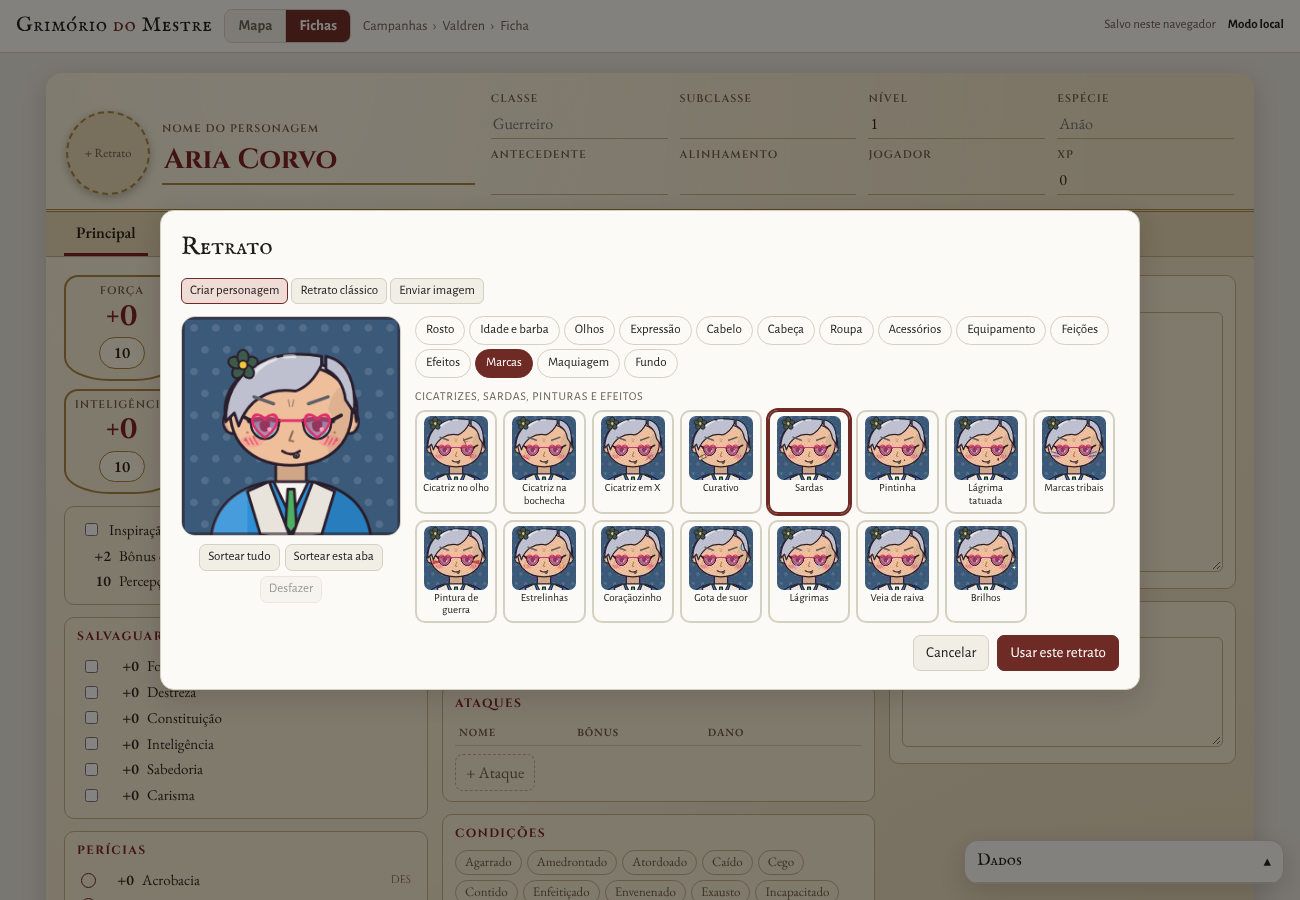 Grimório do Mestre
Mapa
Fichas
Campanhas › Valdren › Ficha
Salvo neste navegador
Modo local
+ Retrato
NOME DO PERSONAGEM
Aria Corvo
CLASSE
SUBCLASSE
NÍVEL
ESPÉCIE
Guerreiro
1
Anão
ANTECEDENTE
ALINHAMENTO
JOGADOR
XP
0
Principal
FORÇA
+0
10
INTELIGÊNCI
+0
10
Inspiraçã
+2 Bônus
10 Percepç
Retrato
Criar personagem
Retrato clássico
Enviar imagem
Rosto
Idade e barba
Olhos
Expressão
Cabelo
Cabeça
Roupa
Acessórios
Equipamento
Feições
Efeitos
Marcas
Maquiagem
Fundo
CICATRIZES, SARDAS, PINTURAS E EFEITOS
Cicatriz no olho
Cicatriz na
bochecha
Cicatriz em X
Curativo
Sardas
Pintinha
Lágrima
tatuada
Marcas tribais
Pintura de
guerra
Estrelinhas
Coraçãozinho
Gota de suor
Lágrimas
Veia de raiva
Brilhos
Sortear tudo
Sortear esta aba
Desfazer
Cancelar
Usar este retrato
SALVAGUAR
+0 Fo
+0 Destreza
+0 Constituição
+0 Inteligência
+0 Sabedoria
+0 Carisma
PERÍCIAS
+0 Acrobacia DES
ATAQUES
NOME BÔNUS DANO
+ Ataque
CONDIÇÕES
Agarrado
Amedrontado
Atordoado
Caído
Cego
Contido
Enfeitiçado
Envenenado
Exausto
Incapacitado
Dados ▲